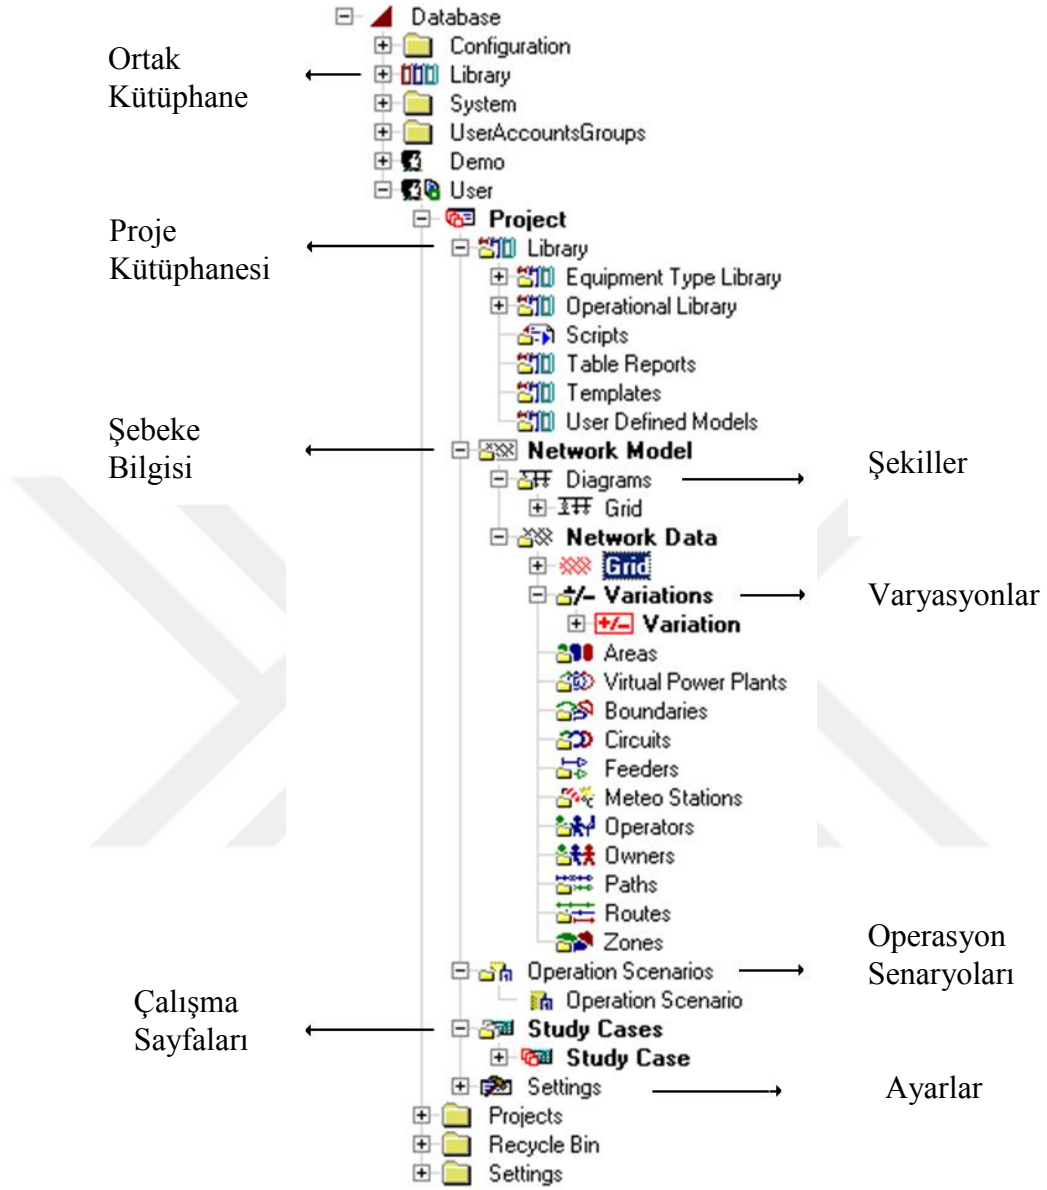 Database
Configuration
Ortak
Kütüphane
Library
System
UserAccountsGroups
Demo
User
Project
Proje
Kütüphanesi
Library
Equipment Type Library
Operational Library
Scripts
Table Reports
Templates
User Defined Models
Şebeke
Bilgisi
Network Model
Diagrams
Şekiller
Grid
Network Data
Grid
+/- Variations
Varyasyonlar
+/- Variation
Areas
Virtual Power Plants
Boundaries
Circuits
Feeders
Meteo Stations
Operators
Owners
Paths
Routes
Zones
Operation Scenarios
Operasyon
Senaryoları
Operation Scenario
Çalışma
Sayfaları
Study Cases
Study Case
Settings
Ayarlar
Projects
Recycle Bin
Settings